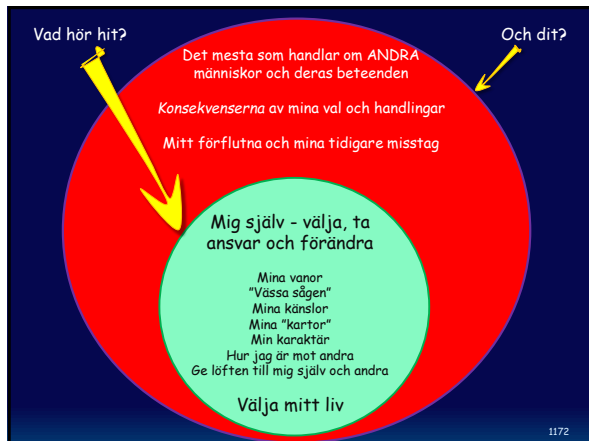 Vad hör hit?
Och dit?
Det mesta som handlar om ANDRA
människor och deras beteenden
Konsekvenserna av mina val och handlingar
Mitt förflutna och mina tidigare misstag
Mig själv - välja, ta
ansvar och förändra
Mina vanor
"Vässa sågen"
Mina känslor
Mina "kartor"
Min karaktär
Hur jag är mot andra
Ge löften till mig själv och andra
Välja mitt liv
1172